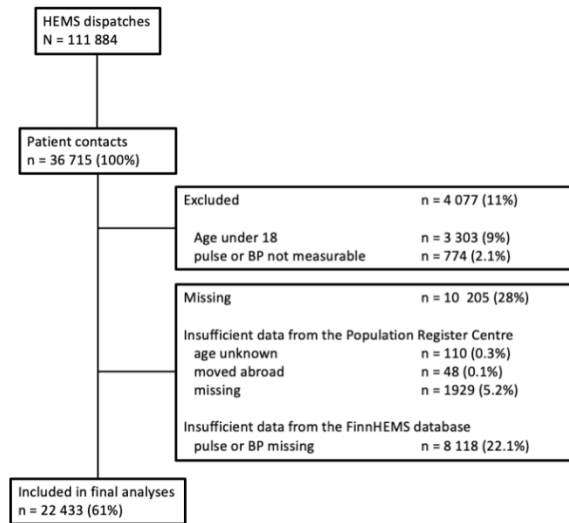 HEMS dispatches
N = 111 884
Patient contacts
n = 36 715 (100%)
Excluded n = 4 077 (11%)
Age under 18 n = 3 303 (9%)
pulse or BP not measurable n = 774 (2.1%)
Missing n = 10 205 (28%)
Insufficient data from the Population Register Centre
age unknown n = 110 (0.3%)
moved abroad n = 48 (0.1%)
missing n = 1929 (5.2%)
Insufficient data from the FinnHEMS database
pulse or BP missing n = 8 118 (22.1%)
Included in final analyses
n = 22 433 (61%)